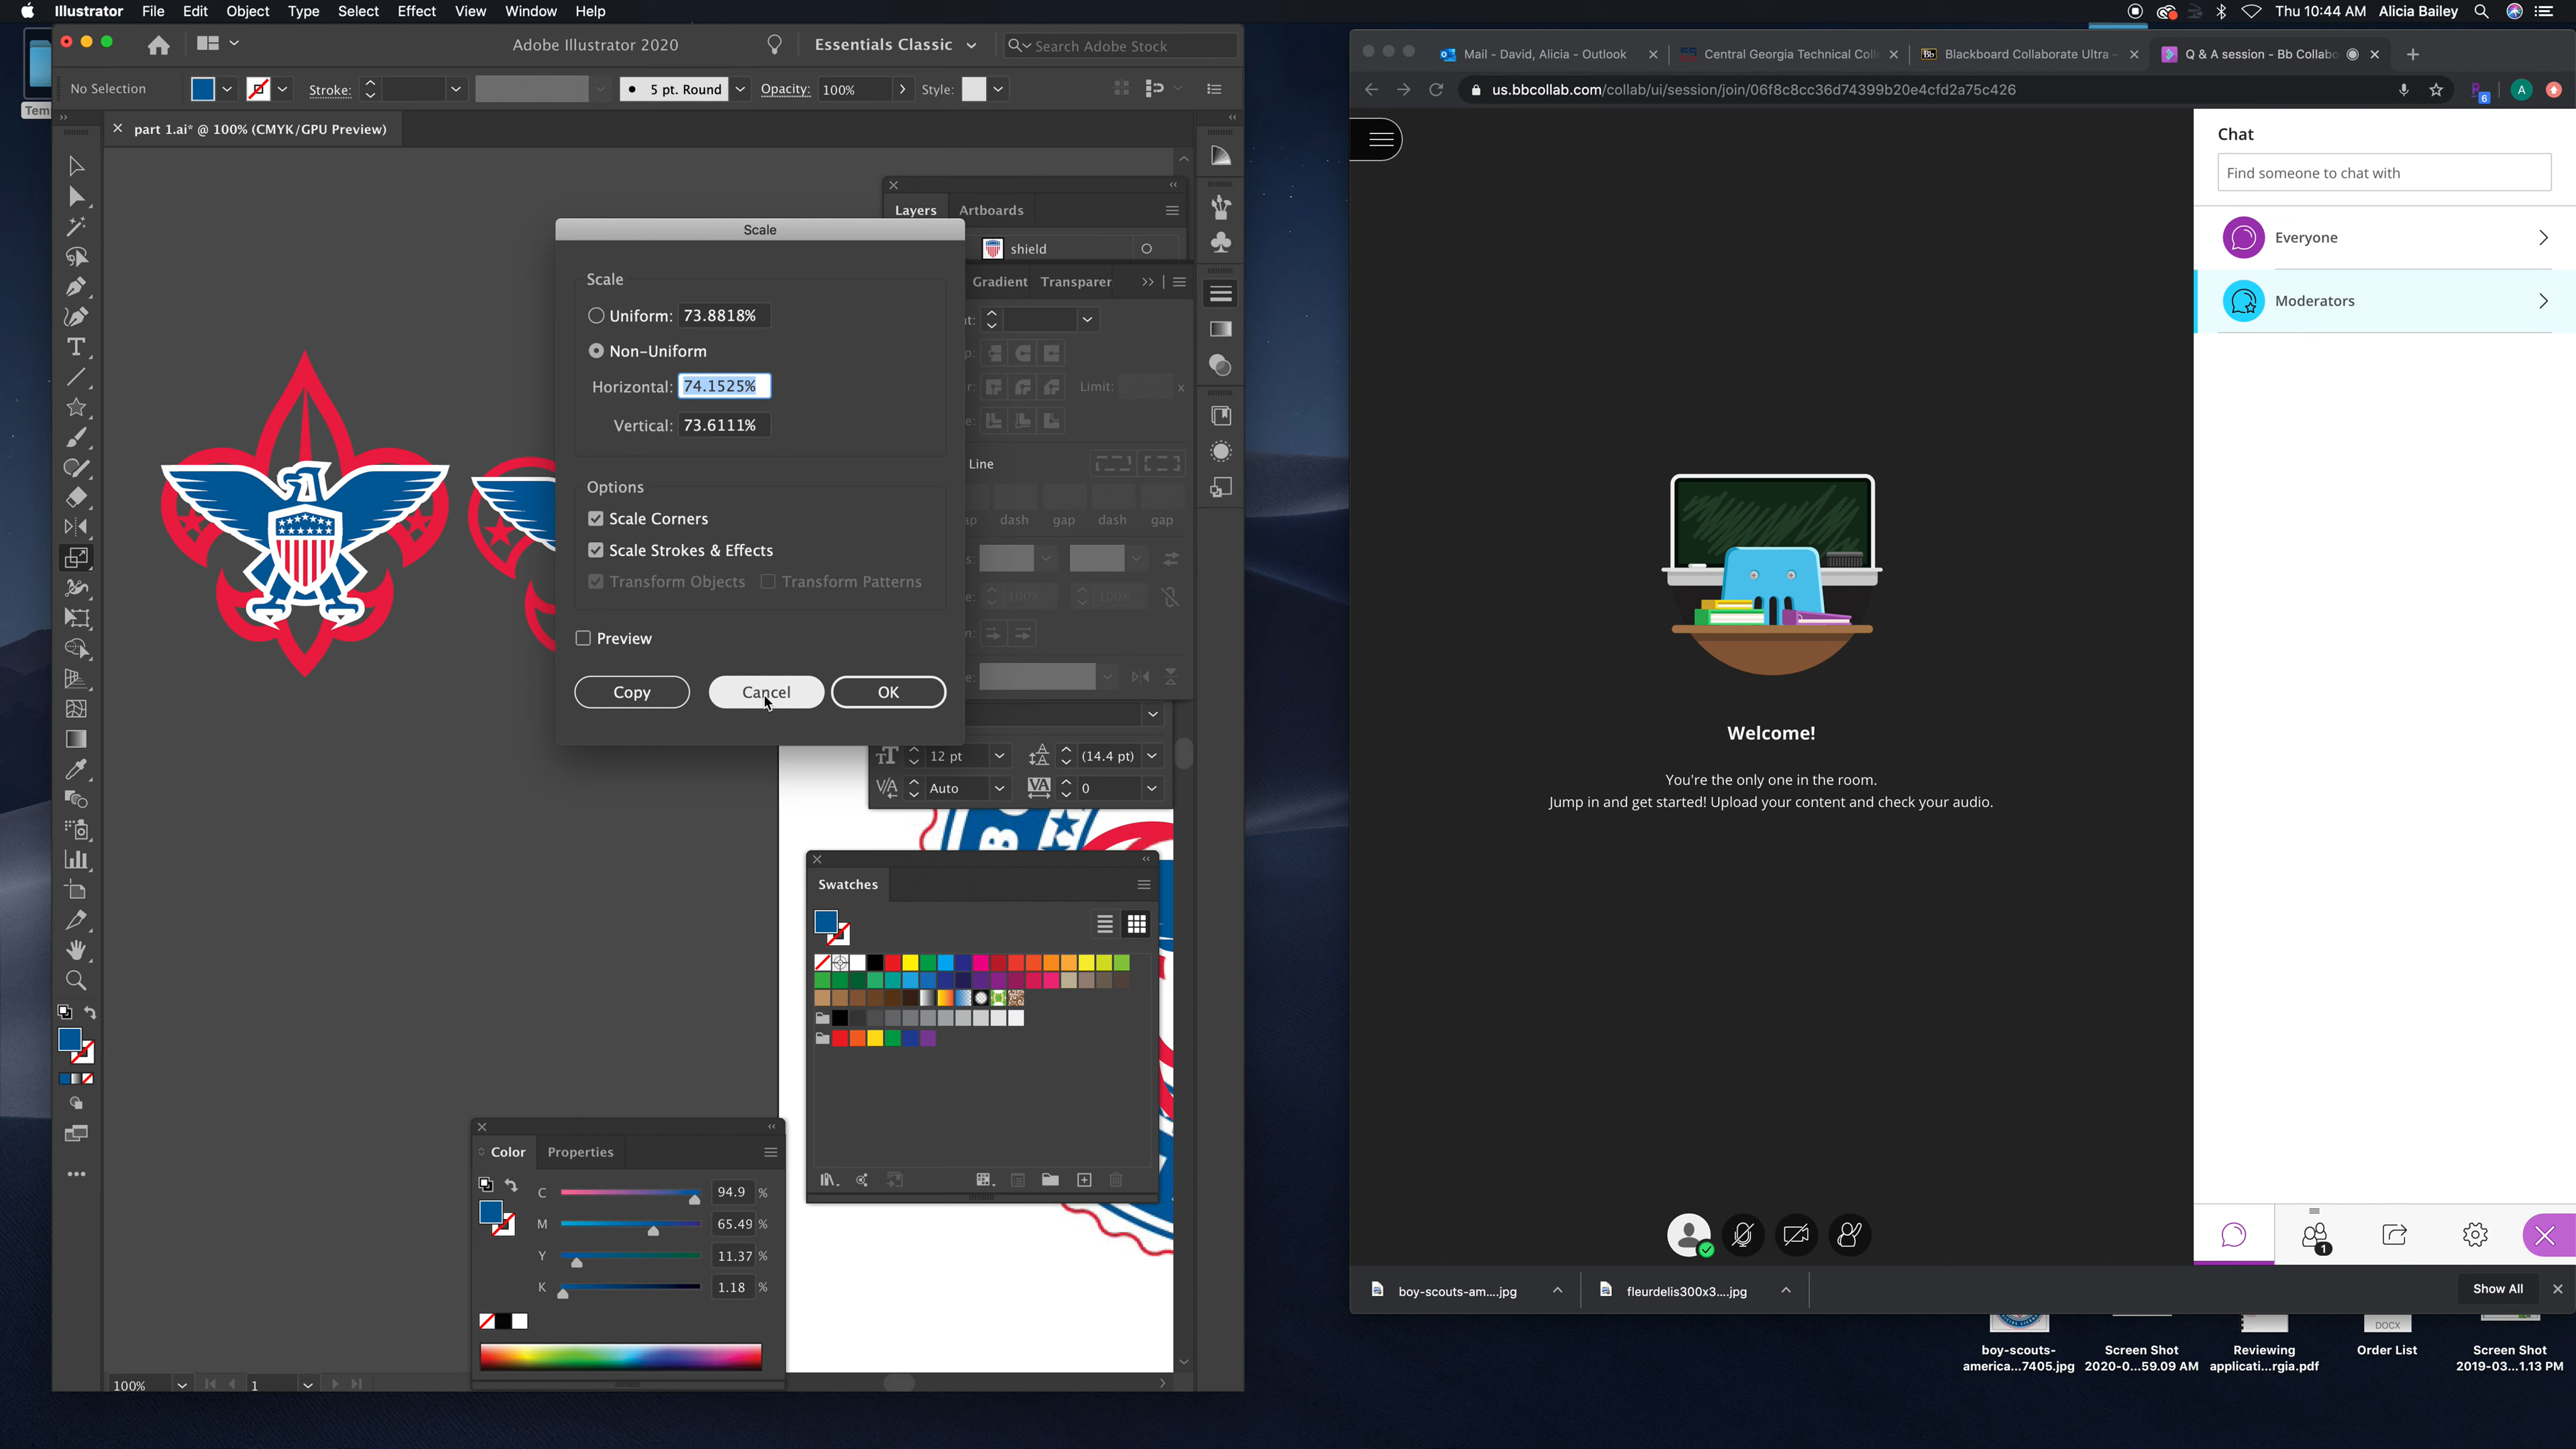 Illustrator File Edit Object Type Select Effect View Window Help
Thu 10:44 AM Alicia Bailey
Adobe Illustrator 2020
Essentials Classic
Search Adobe Stock
No Selection
Stroke:
5 pt. Round
Opacity: 100%
Style:
part 1.ai* @ 100% (CMYK/GPU Preview)
Layers Artboards
shield
Gradient Transparer
Limit:
x
Line
dash gap dash gap
100% 100%
Scale
Scale
Uniform: 73.8818%
Non-Uniform
Horizontal: 74.1525%
Vertical: 73.6111%
Options
Scale Corners
Scale Strokes & Effects
Transform Objects Transform Patterns
Preview
Copy Cancel OK
12 pt (14.4 pt)
Auto 0
B
Swatches
Color Properties
C 94.9 %
M 65.49 %
Y 11.37 %
K 1.18 %
100% 1
Mail - David, Alicia - Outlook
Central Georgia Technical Coll
Blackboard Collaborate Ultra –
Q & A session - Bb Collabo
us.bbcollab.com/collab/ui/session/join/06f8c8cc36d74399b20e4cfd2a75c426
A
6
Chat
Find someone to chat with
Everyone
Moderators
Welcome!
You're the only one in the room.
Jump in and get started! Upload your content and check your audio.
1
boy-scouts-am....jpg
fleurdelis300x3....jpg
Show All
DOCX
boy-scouts-america...7405.jpg
Screen Shot 2020-0...59.09 AM
Reviewing applicati...rgia.pdf
Order List
Screen Shot 2019-03...1.13 PM
Tem